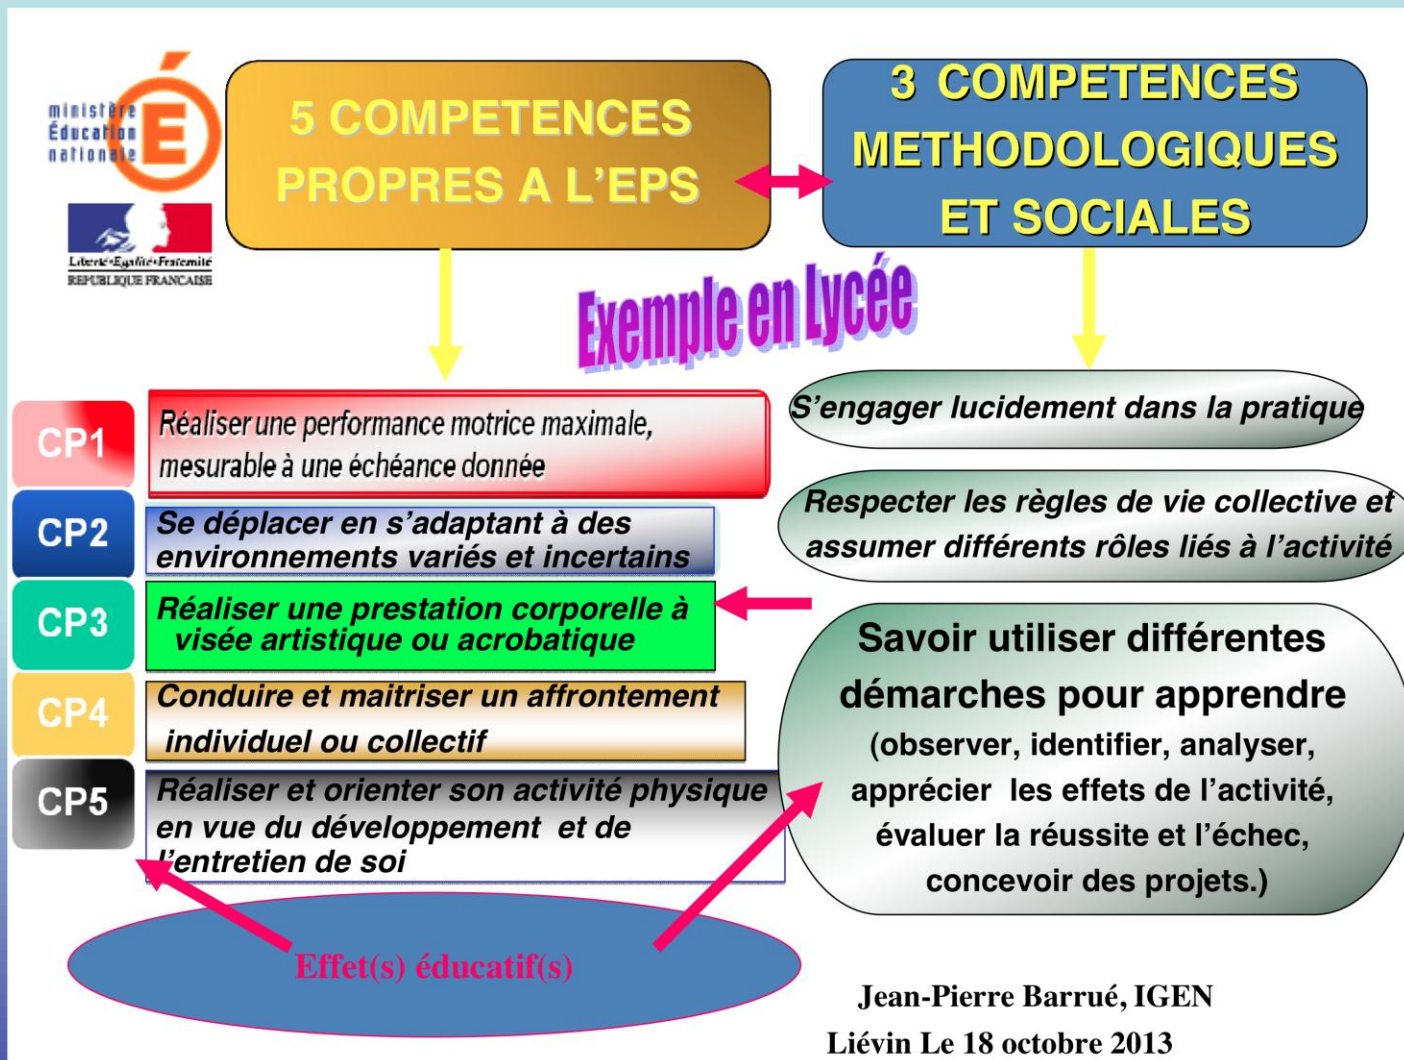 ministère
Éducation
nationale
É
Liberté • Egalité • Fraternité
REPUBLIQUE FRANCAISE
5 COMPETENCES
PROPRES A L’EPS
3 COMPETENCES
METHODOLOGIQUES
ET SOCIALES
Exemple en Lycée
CP1
Réaliser une performance motrice maximale,
mesurable à une échéance donnée
CP2
Se déplacer en s’adaptant à des
environnements variés et incertains
CP3
Réaliser une prestation corporelle à
visée artistique ou acrobatique
CP4
Conduire et maitriser un affrontement
individuel ou collectif
CP5
Réaliser et orienter son activité physique
en vue du développement et de
l’entretien de soi
S’engager lucidement dans la pratique
Respecter les règles de vie collective et
assumer différents rôles liés à l’activité
Savoir utiliser différentes
démarches pour apprendre
(observer, identifier, analyser,
apprécier les effets de l’activité,
évaluer la réussite et l’échec,
concevoir des projets.)
Effet(s) éducatif(s)
Jean-Pierre Barrué, IGEN
Liévin Le 18 octobre 2013